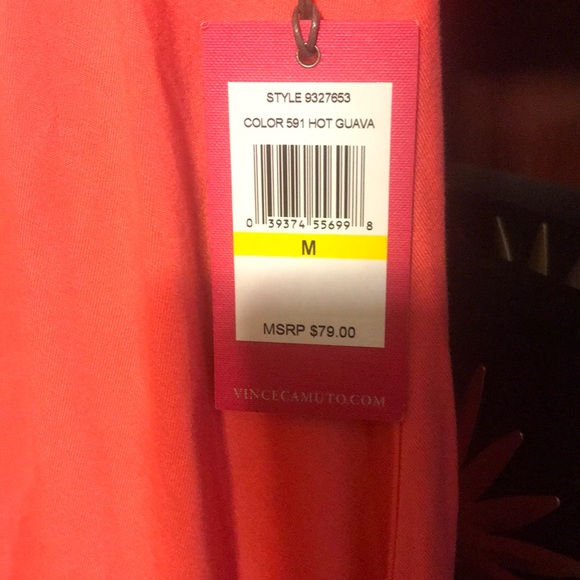 STYLE 9327653
COLOR 591 HOT GUAVA
0 39374 55699 8
M
MSRP $79.00
VINCECAMUTO.COM